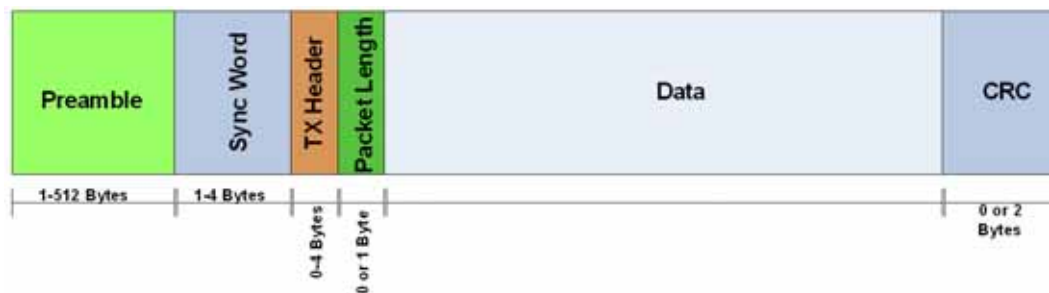 Preamble
Sync Word
TX Header
Packet Length
Data
CRC
1-512 Bytes
1-4 Bytes
0-4 Bytes
0 or 1 Byte
0 or 2
Bytes